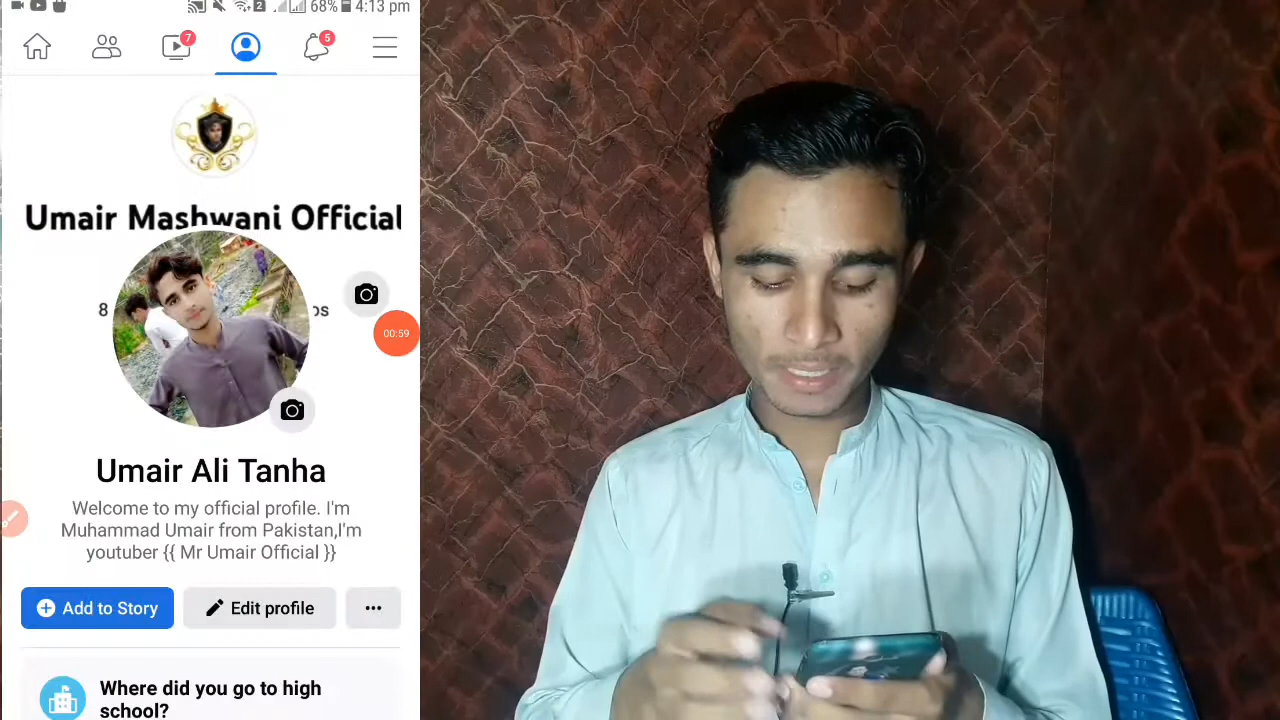 2 68% 4:13 pm
7
5
Umair Mashwani Official
8
os
00:59
Umair Ali Tanha
Welcome to my official profile. I'm
Muhammad Umair from Pakistan,I'm
youtuber {{ Mr Umair Official }}
Add to Story
Edit profile
Where did you go to high
school?